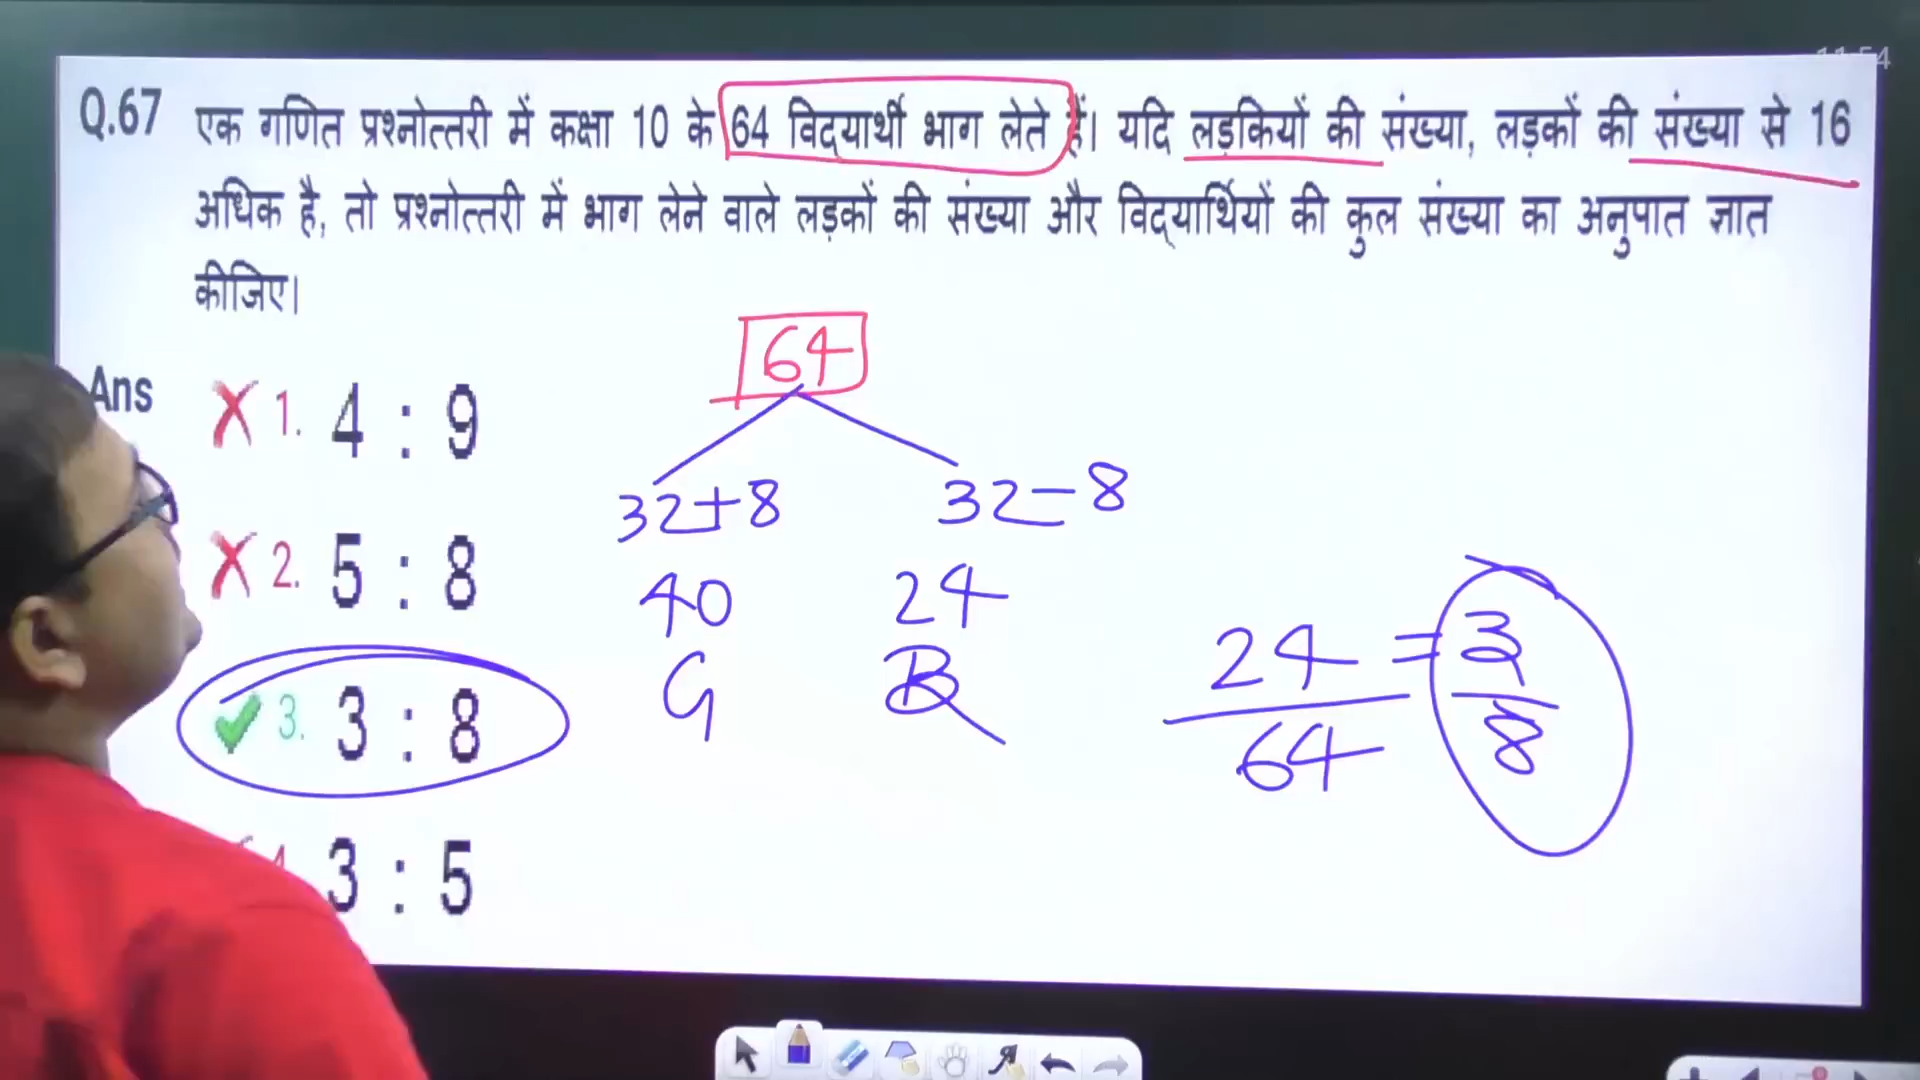 11:54
Q.67 एक गणित प्रश्नोत्तरी में कक्षा 10 के 64 विद्यार्थी भाग लेते हैं। यदि लड़कियों की संख्या, लड़कों की संख्या से 16
अधिक है, तो प्रश्नोत्तरी में भाग लेने वाले लड़कों की संख्या और विद्यार्थियों की कुल संख्या का अनुपात ज्ञात
कीजिए।
64
Ans 1. 4 : 9
32+8 32-8
2. 5 : 8
40 24
G B
24/64 = 3/8
3. 3 : 8
3 : 5